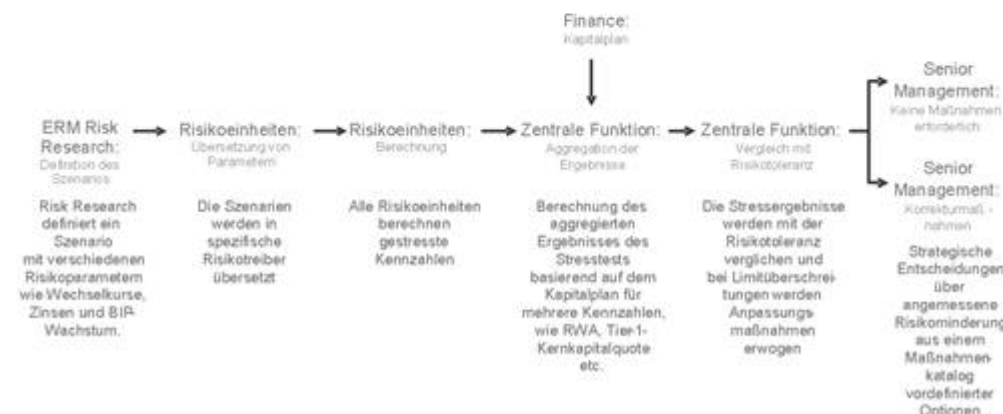 Finance:
Kapitalplan
ERM Risk
Research:
Definition des
Szenarios
Risk Research
definiert ein
Szenario
mit verschiedenen
Risikoparametern
wie Wechselkurse,
Zinsen und BIP-
Wachstum.
Risikoeinheiten:
Übersetzung von
Parametern
Die Szenarien
werden in
spezifische
Risikotreiber
übersetzt
Risikoeinheiten:
Berechnung
Alle Risikoeinheiten
berechnen
gestresste
Kennzahlen
Zentrale Funktion:
Aggregation der
Ergebnisse
Berechnung des
aggregierten
Ergebnisses des
Stresstests
basierend auf dem
Kapitalplan für
mehrere Kennzahlen,
wie RWA, Tier-1-
Kernkapitalquote
etc.
Zentrale Funktion:
Vergleich mit
Risikotoleranz
Die Stressergebnisse
werden mit der
Risikotoleranz
verglichen und
bei Limitüberschrei-
tungen werden
Anpassungs-
maßnahmen
erwogen
Senior
Management:
Keine Maßnahmen
erforderlich
Senior
Management:
Korrekturmaß -
nahmen
Strategische
Entscheidungen
über
angemessene
Risikominderung
aus einem
Maßnahmen-
katalog
vordefinierter
Optionen